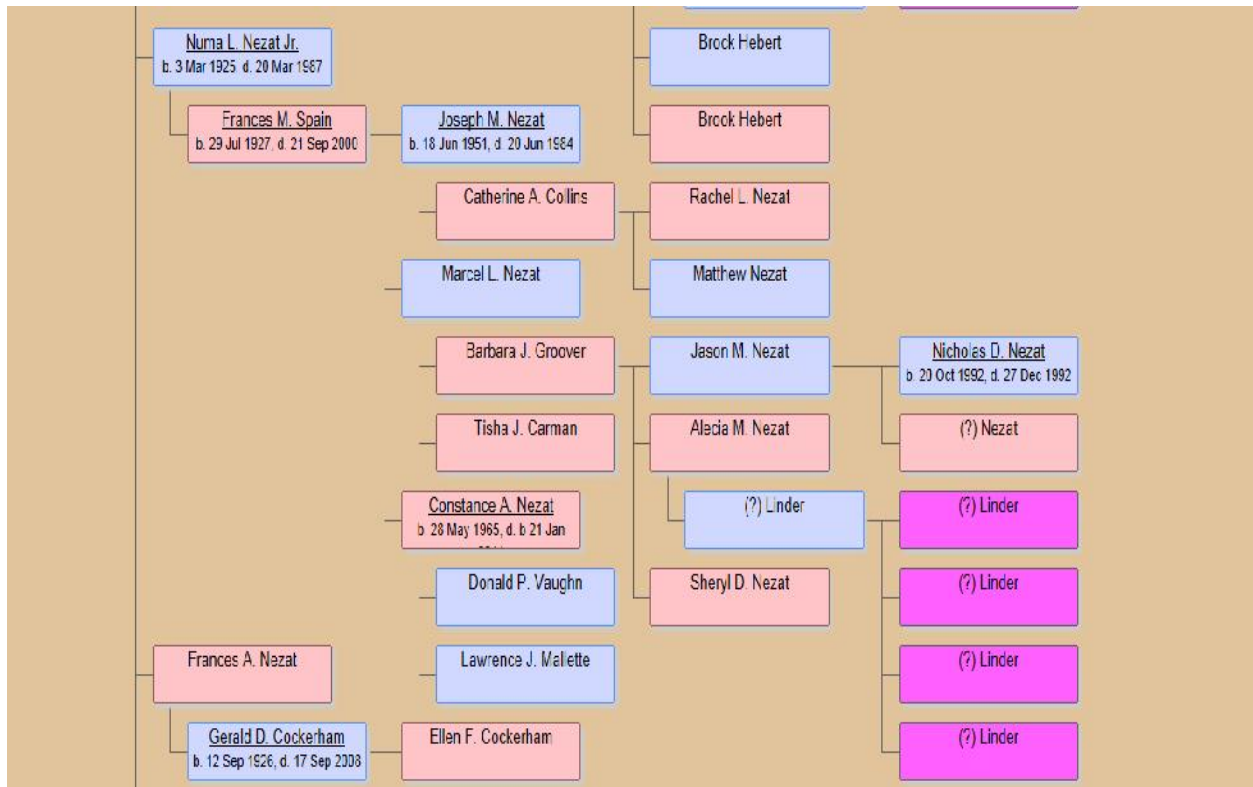 Numa L. Nezat Jr.
b. 3 Mar 1925 d. 20 Mar 1987
Brock Hebert
Frances M. Spain
b. 29 Jul 1927, d. 21 Sep 2000
Joseph M. Nezat
b. 18 Jun 1951, d. 20 Jun 1984
Brook Hebert
Catherine A. Collins
Rachel L. Nezat
Marcel L. Nezat
Matthew Nezat
Barbara J. Groover
Jason M. Nezat
Nicholas D. Nezat
b. 20 Oct 1992, d. 27 Dec 1992
Tisha J. Carman
Alecia M. Nezat
(?) Nezat
Constance A. Nezat
b 28 May 1965, d. b 21 Jan
(?) Linder
(?) Linder
Donald P. Vaughn
Sheryl D. Nezat
(?) Linder
Frances A. Nezat
Lawrence J. Mallette
(?) Linder
Gerald D. Cockerham
b. 12 Sep 1926, d. 17 Sep 2008
Ellen F. Cockerham
(?) Linder